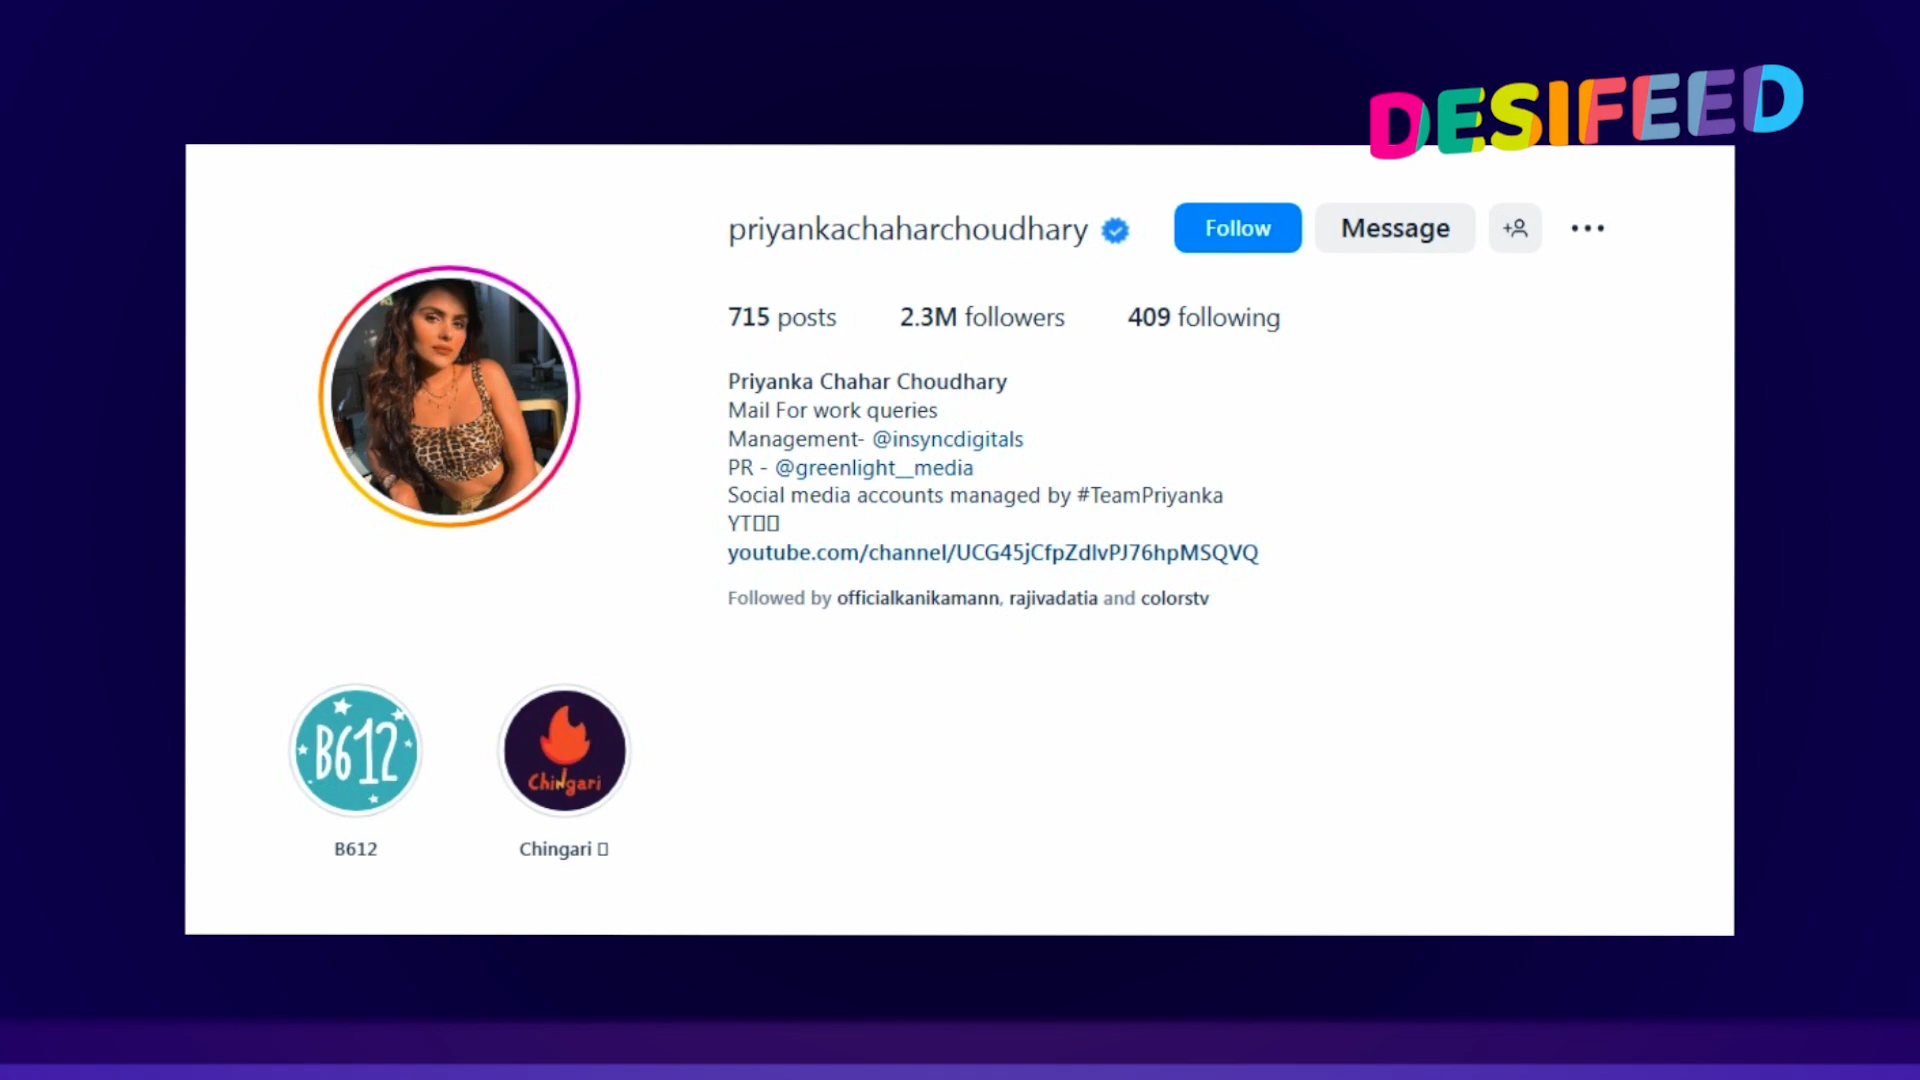 DESIFEED
priyankachaharchoudhary Follow Message
715 posts 2.3M followers 409 following
Priyanka Chahar Choudhary
Mail For work queries
Management- @insyncdigitals
PR - @greenlight__media
Social media accounts managed by #TeamPriyanka
YT▯▯
youtube.com/channel/UCG45jCfpZdIvPJ76hpMSQVQ
Followed by officialkanikamann, rajivadatia and colorstv
B612
Chingari
B612
Chingari ▯